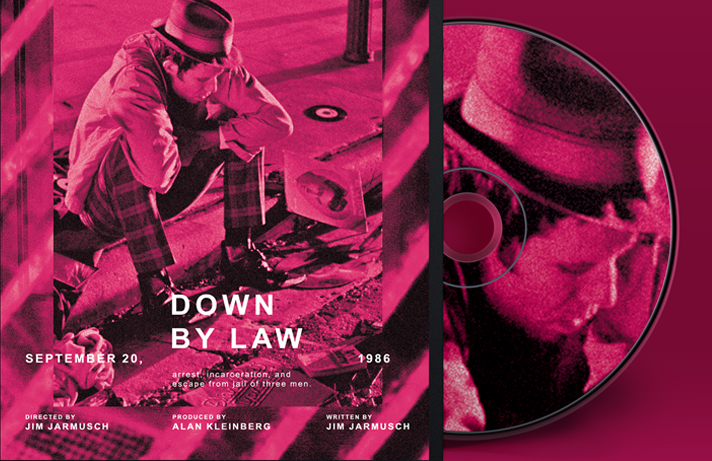 DOWN
BY LAW
SEPTEMBER 20,
1986
arrest, incarceration, and
escape from jail of three men.
DIRECTED BY
JIM JARMUSCH
PRODUCED BY
ALAN KLEINBERG
WRITTEN BY
JIM JARMUSCH